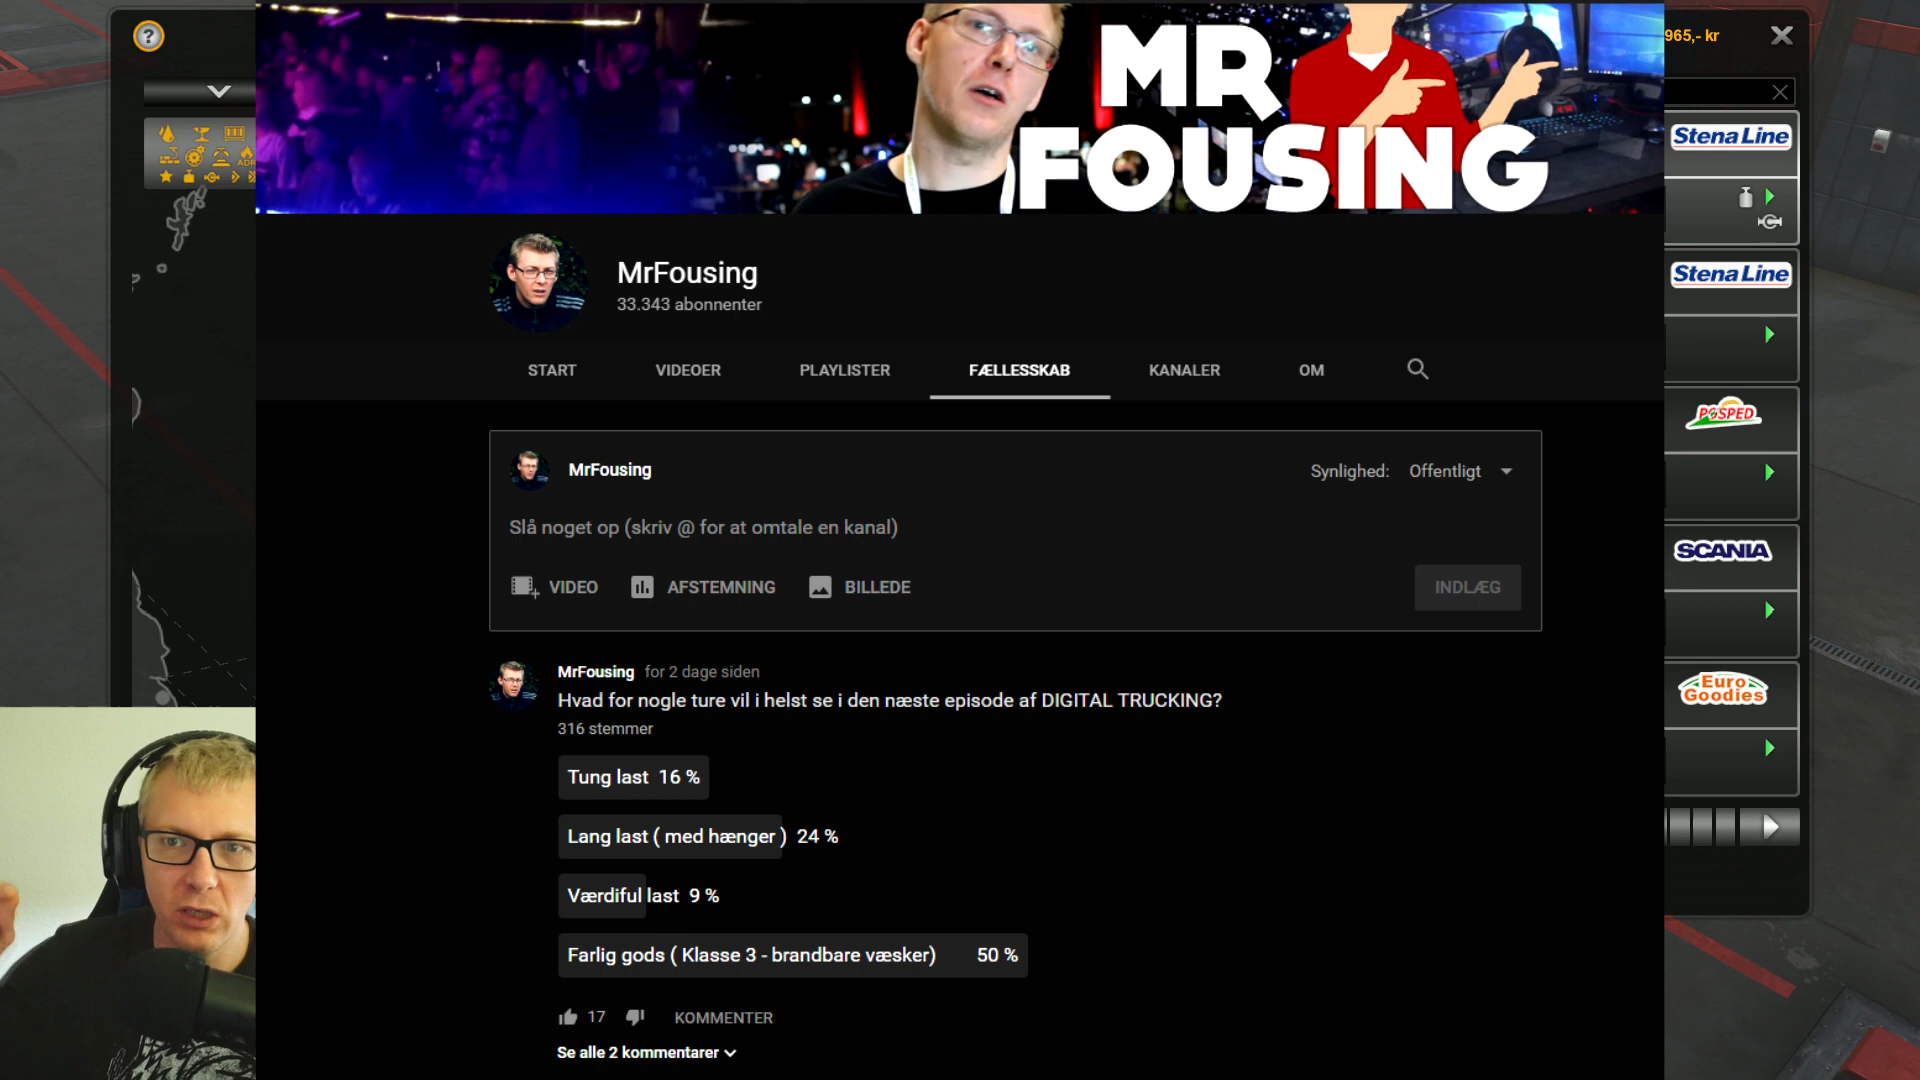 ?
965,- kr
MR
FOUSING
ADR
Stena Line
Stena Line
POSPED
SCANIA
Euro
Goodies
MrFousing
33.343 abonnenter
START
VIDEOER
PLAYLISTER
FÆLLESSKAB
KANALER
OM
MrFousing
Synlighed: Offentligt
Slå noget op (skriv @ for at omtale en kanal)
VIDEO
AFSTEMNING
BILLEDE
INDLÆG
MrFousing for 2 dage siden
Hvad for nogle ture vil i helst se i den næste episode af DIGITAL TRUCKING?
316 stemmer
Tung last 16 %
Lang last ( med hænger ) 24 %
Værdiful last 9 %
Farlig gods ( Klasse 3 - brandbare væsker) 50 %
17
KOMMENTER
Se alle 2 kommentarer